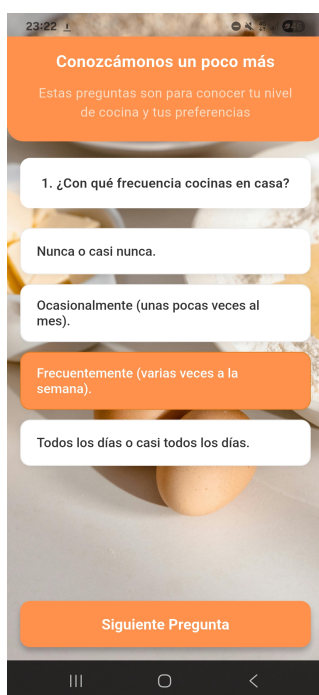 23:22
Conozcámonos un poco más
Estas preguntas son para conocer tu nivel
de cocina y tus preferencias
1. ¿Con qué frecuencia cocinas en casa?
Nunca o casi nunca.
Ocasionalmente (unas pocas veces al
mes).
Frecuentemente (varias veces a la
semana).
Todos los días o casi todos los días.
Siguiente Pregunta